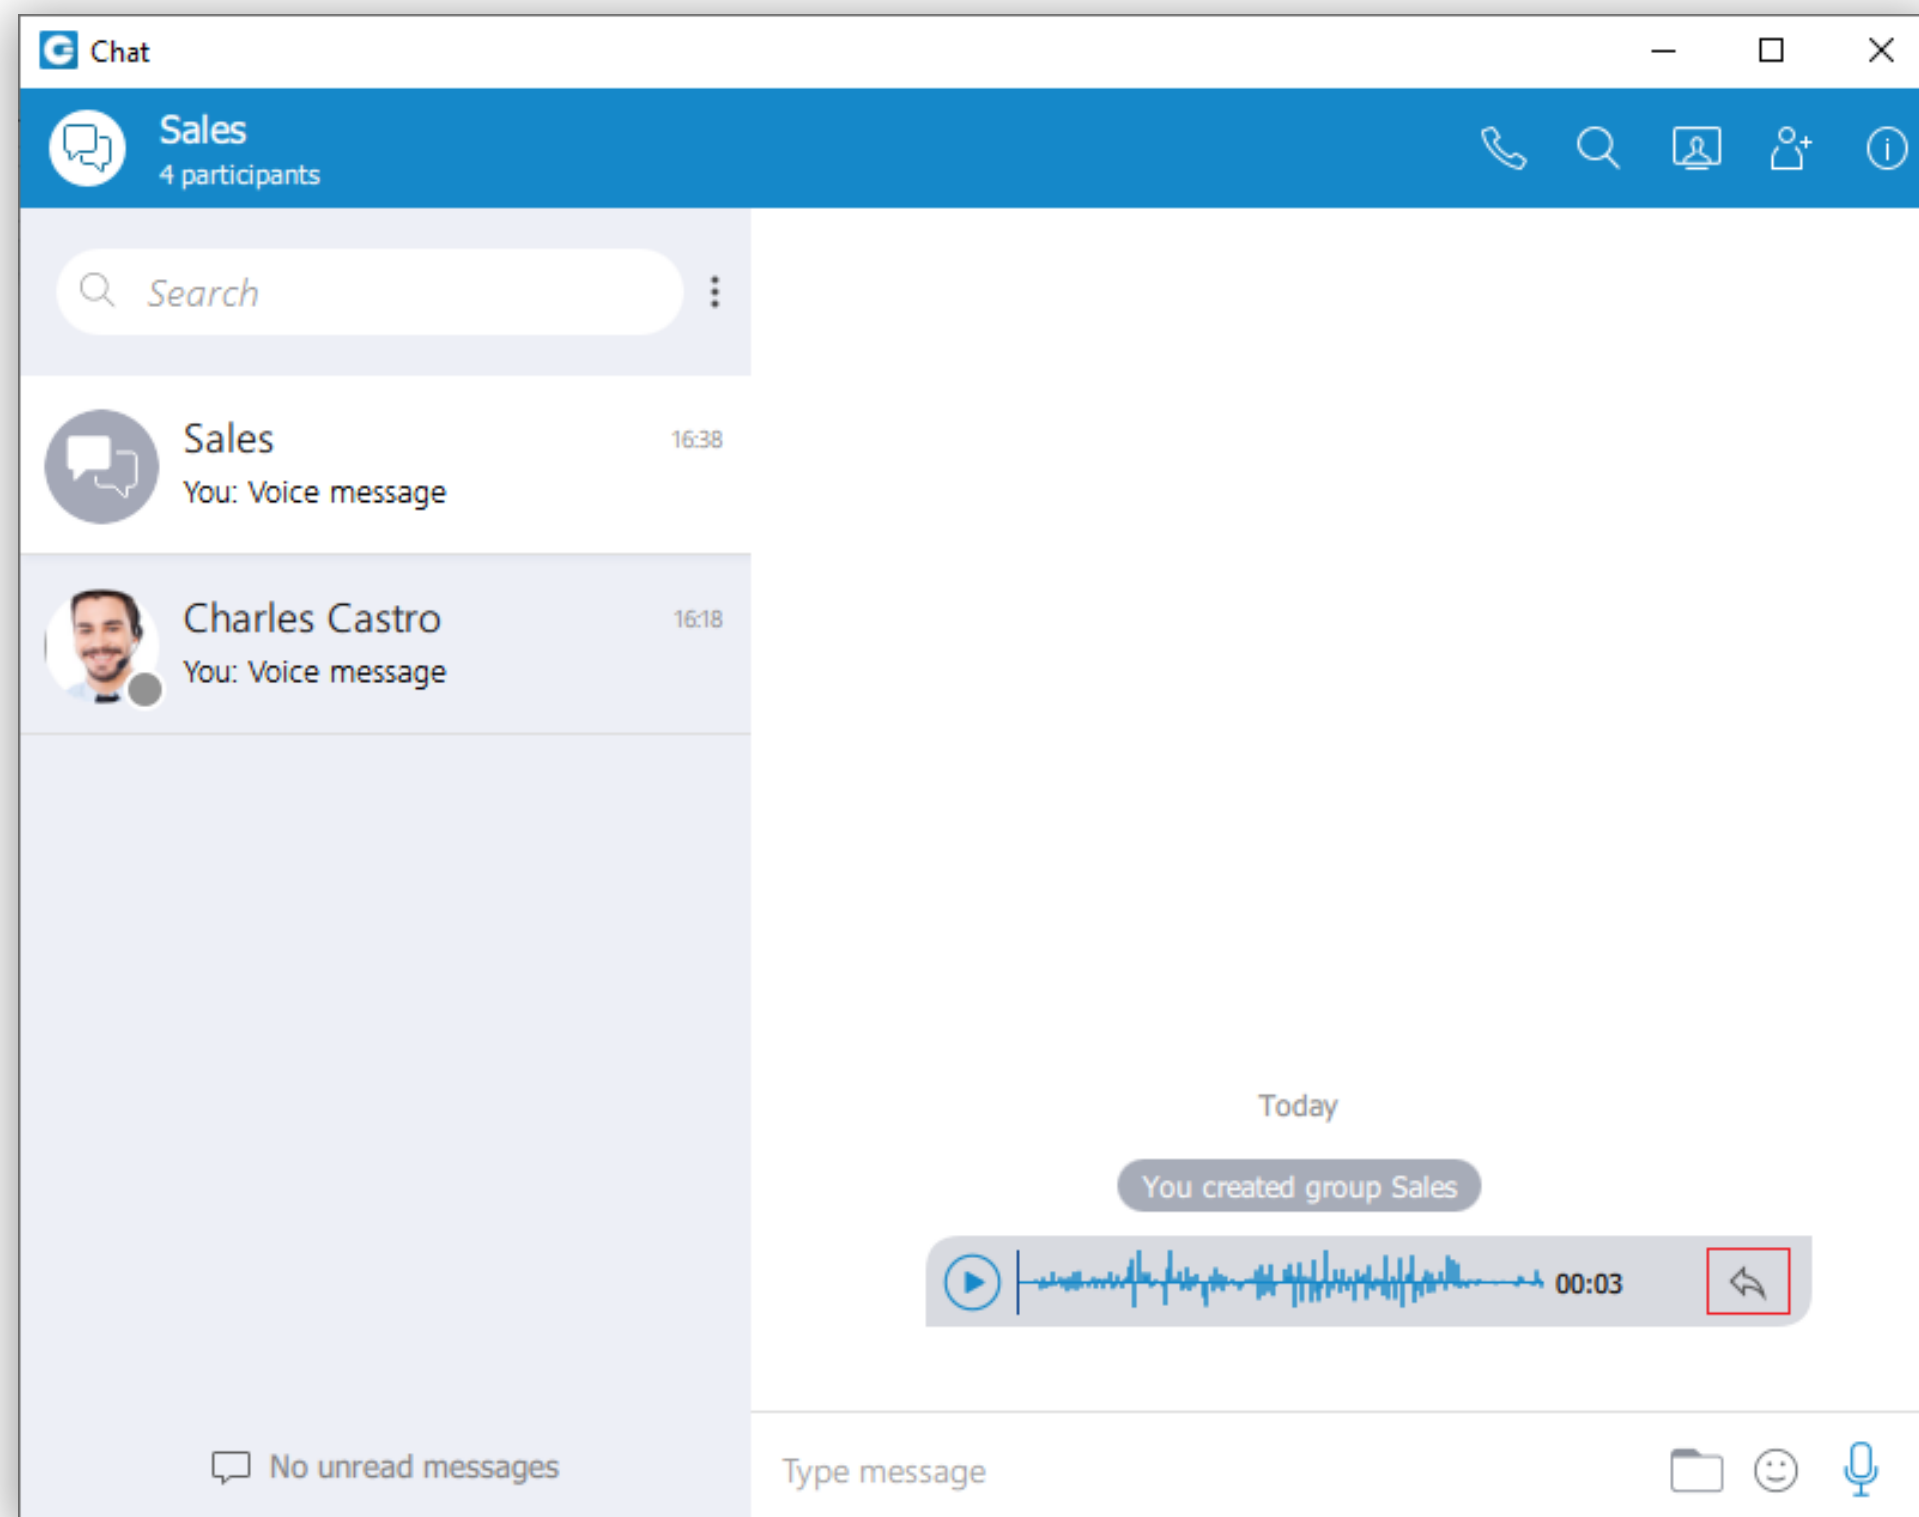 Chat
Sales
4 participants
Search
Sales
16:38
You: Voice message
Charles Castro
16:18
You: Voice message
Today
You created group Sales
00:03
No unread messages
Type message